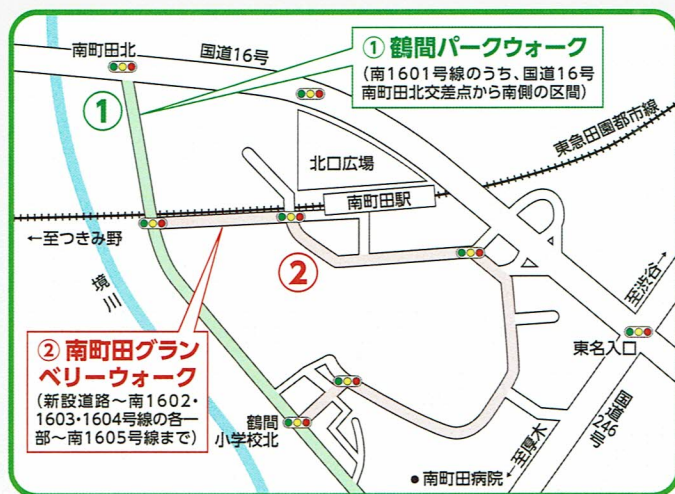 南町田北
国道16号
① 鶴間パークウォーク
（南1601号線のうち、国道16号
南町田北交差点から南側の区間）
①
東急田園都市線
北口広場
南町田駅
←至つきみ野
②
境川
至渋谷→
② 南町田グラン
ベリーウォーク
（新設道路～南1602・
1603・1604号線の各一
部～南1605号線まで）
東名入口
国道246号
鶴間
小学校北
←至厚木
●南町田病院